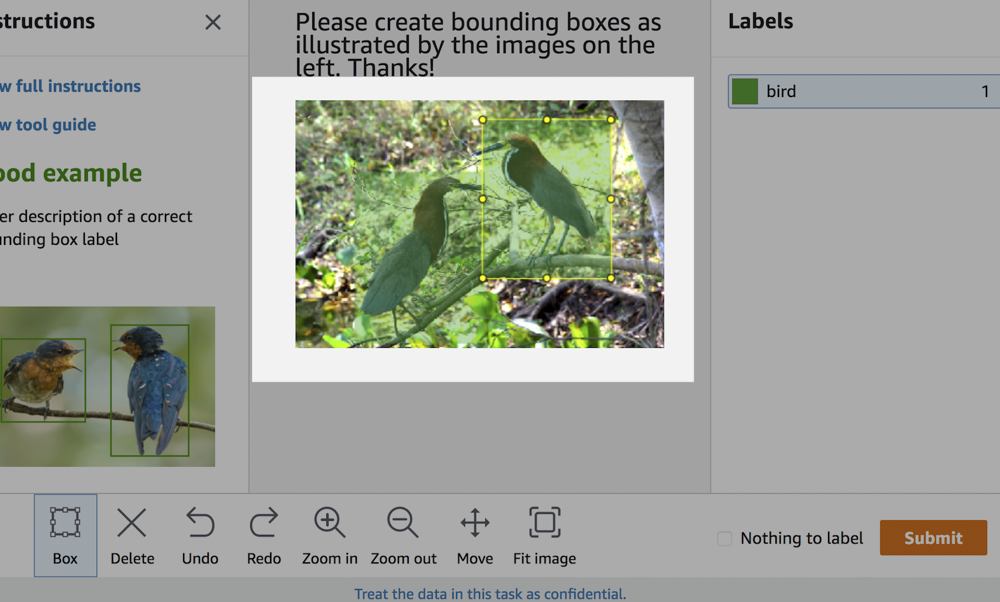 structions
Please create bounding boxes as
illustrated by the images on the
left. Thanks!
Labels
w full instructions
w tool guide
bird 1
ood example
er description of a correct
unding box label
Box
Delete
Undo
Redo
Zoom in
Zoom out
Move
Fit image
Nothing to label
Submit
Treat the data in this task as confidential.